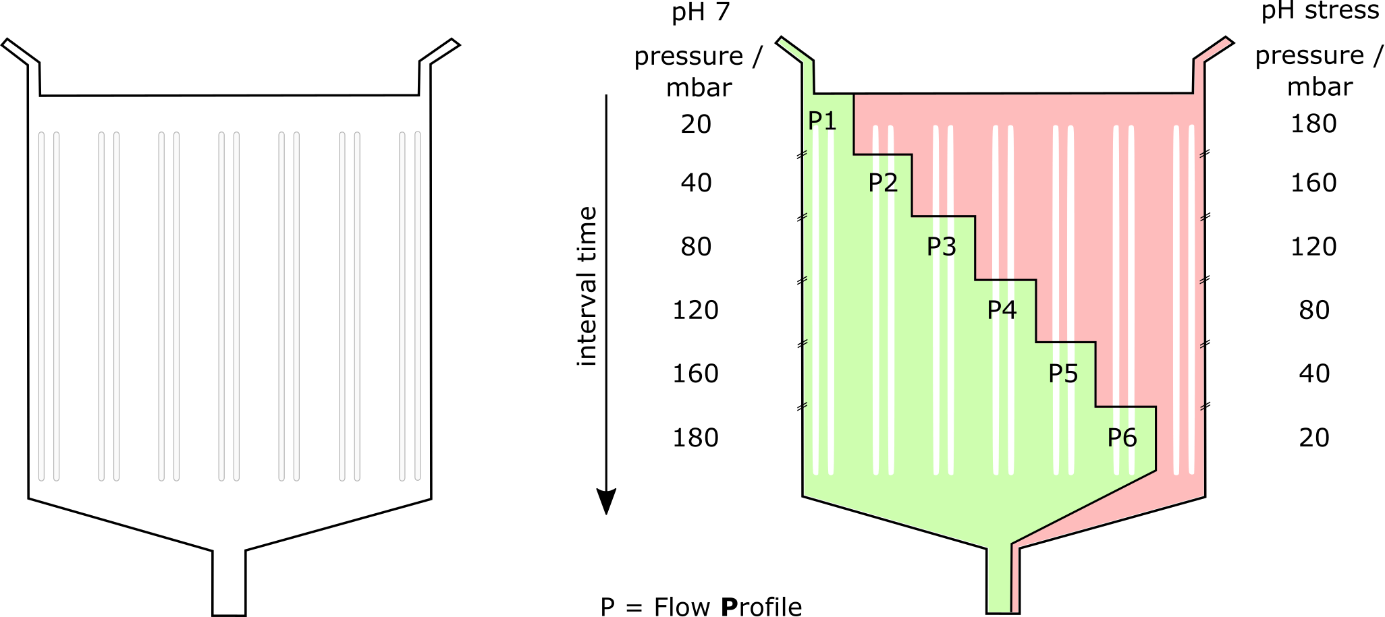 pH 7
pressure /
mbar
20
40
80
120
160
180
interval time
P1
P2
P3
P4
P5
P6
pH stress
pressure /
mbar
180
160
120
80
40
20
P = Flow Profile